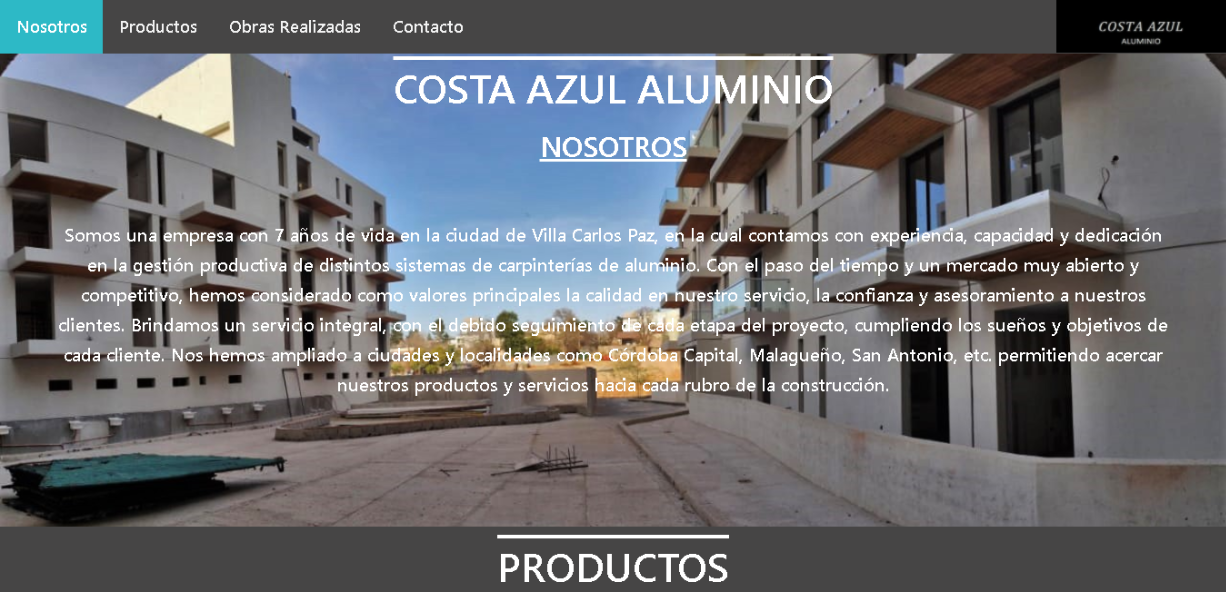 Nosotros Productos Obras Realizadas Contacto
COSTA AZUL
ALUMINIO
COSTA AZUL ALUMINIO
NOSOTROS
Somos una empresa con 7 años de vida en la ciudad de Villa Carlos Paz, en la cual contamos con experiencia, capacidad y dedicación
en la gestión productiva de distintos sistemas de carpinterías de aluminio. Con el paso del tiempo y un mercado muy abierto y
competitivo, hemos considerado como valores principales la calidad en nuestro servicio, la confianza y asesoramiento a nuestros
clientes. Brindamos un servicio integral, con el debido seguimiento de cada etapa del proyecto, cumpliendo los sueños y objetivos de
cada cliente. Nos hemos ampliado a ciudades y localidades como Córdoba Capital, Malagueño, San Antonio, etc. permitiendo acercar
nuestros productos y servicios hacia cada rubro de la construcción.
PRODUCTOS